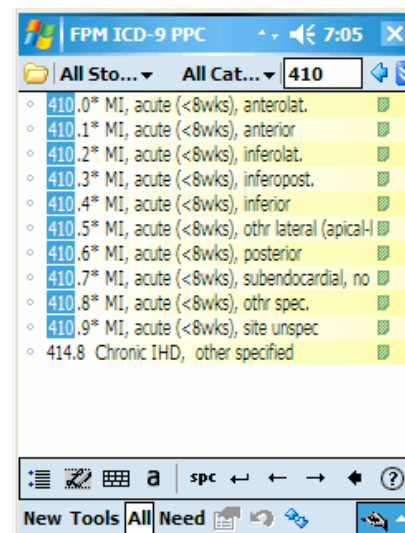 FPM ICD-9 PPC 7:05
All Sto... All Cat... 410
410.0* MI, acute (<8wks), anterolat.
410.1* MI, acute (<8wks), anterior
410.2* MI, acute (<8wks), inferolat.
410.3* MI, acute (<8wks), inferopost.
410.4* MI, acute (<8wks), inferior
410.5* MI, acute (<8wks), othr lateral (apical-l
410.6* MI, acute (<8wks), posterior
410.7* MI, acute (<8wks), subendocardial, no
410.8* MI, acute (<8wks), othr spec.
410.9* MI, acute (<8wks), site unspec
414.8 Chronic IHD, other specified
a spc ?
New Tools All Need